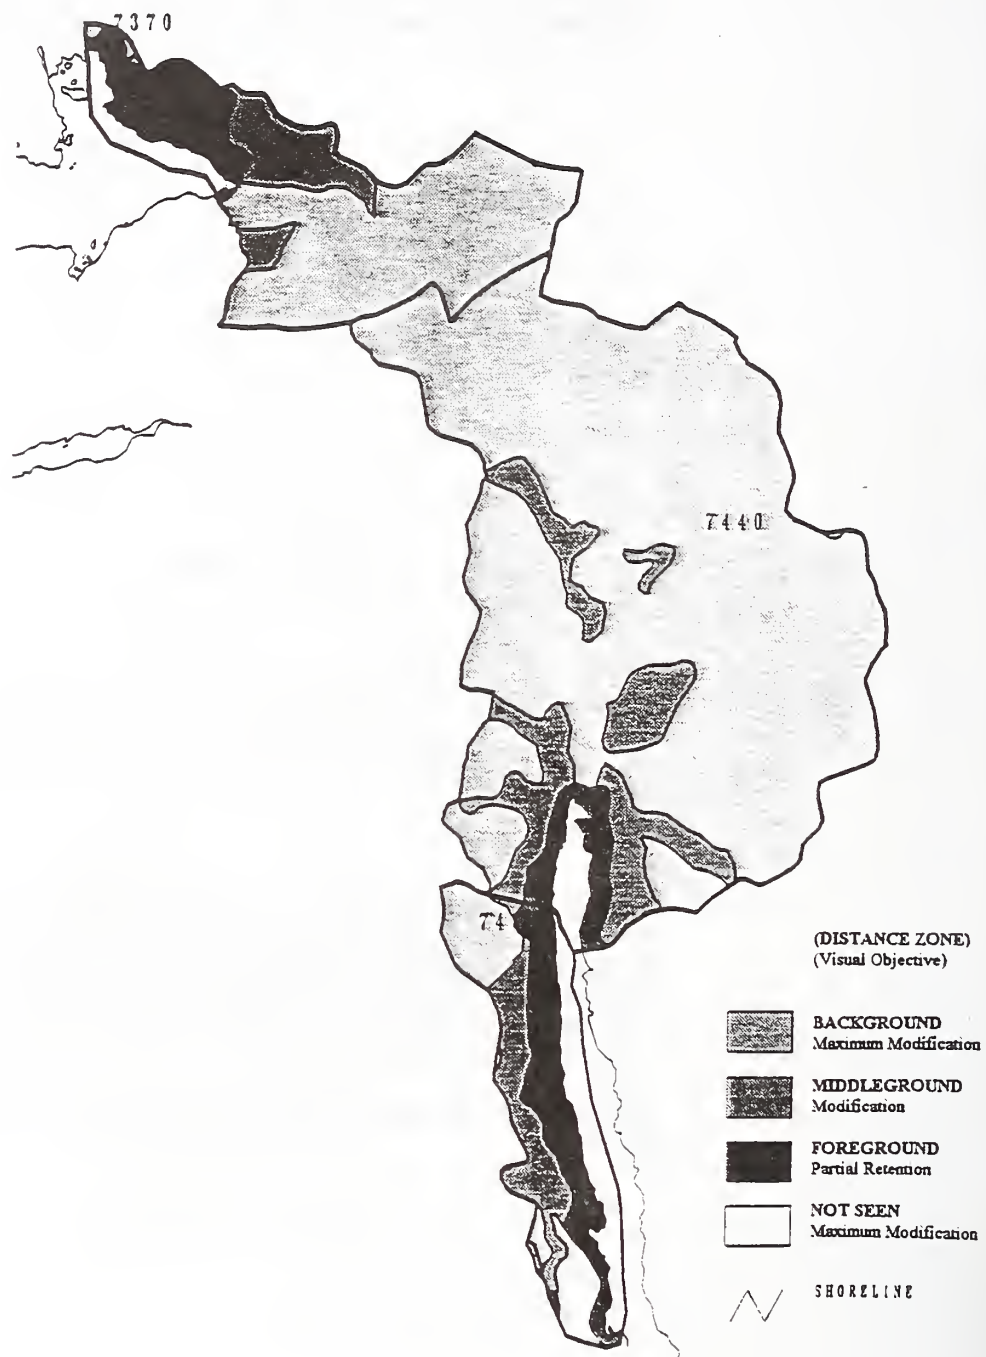 7370
7440
74
(DISTANCE ZONE)
(Visual Objective)
BACKGROUND
Maximum Modification
MIDDLEGROUND
Modification
FOREGROUND
Partial Retention
NOT SEEN
Maximum Modification
SHORELINE